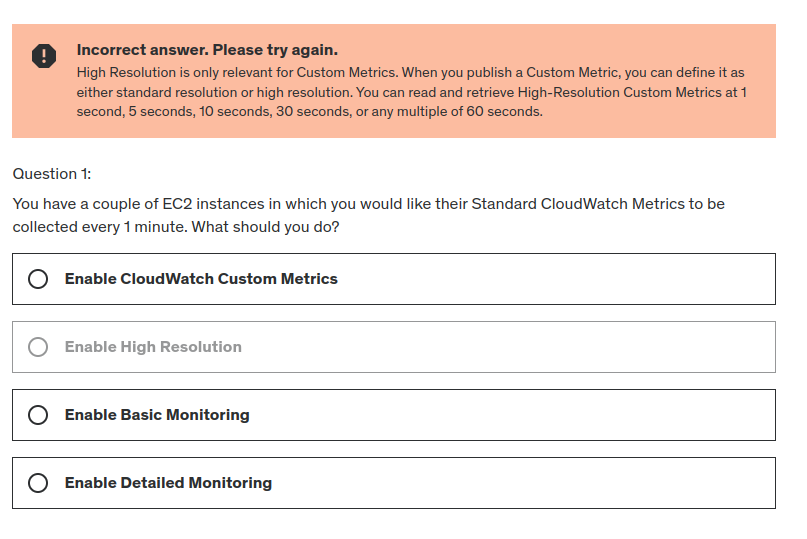 Incorrect answer. Please try again.
High Resolution is only relevant for Custom Metrics. When you publish a Custom Metric, you can define it as
either standard resolution or high resolution. You can read and retrieve High-Resolution Custom Metrics at 1
second, 5 seconds, 10 seconds, 30 seconds, or any multiple of 60 seconds.
Question 1:
You have a couple of EC2 instances in which you would like their Standard CloudWatch Metrics to be
collected every 1 minute. What should you do?
Enable CloudWatch Custom Metrics
Enable High Resolution
Enable Basic Monitoring
Enable Detailed Monitoring